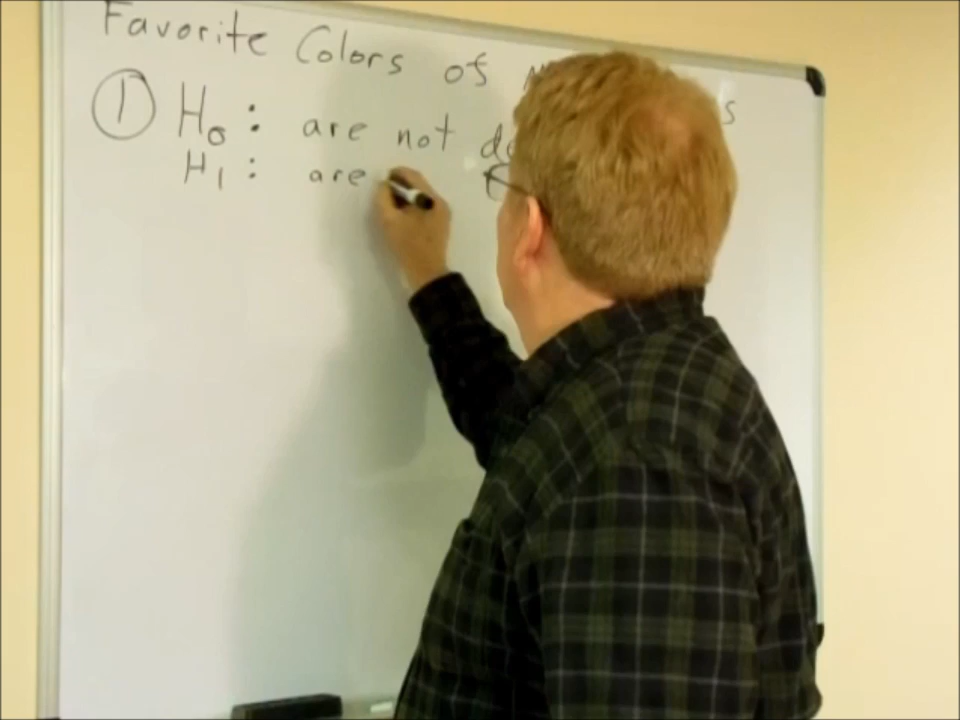 Favorite Colors of
① H₀: are not
H₁: are